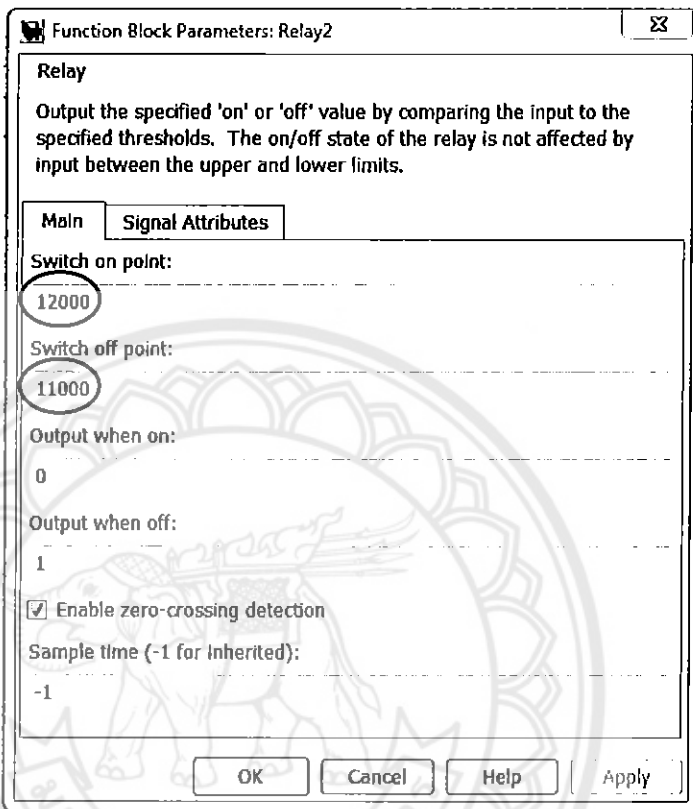 Function Block Parameters: Relay2
Relay
Output the specified 'on' or 'off' value by comparing the input to the
specified thresholds. The on/off state of the relay is not affected by
input between the upper and lower limits.
Main Signal Attributes
Switch on point:
12000
Switch off point:
11000
Output when on:
0
Output when off:
1
Enable zero-crossing detection
Sample time (-1 for inherited):
-1
OK Cancel Help Apply